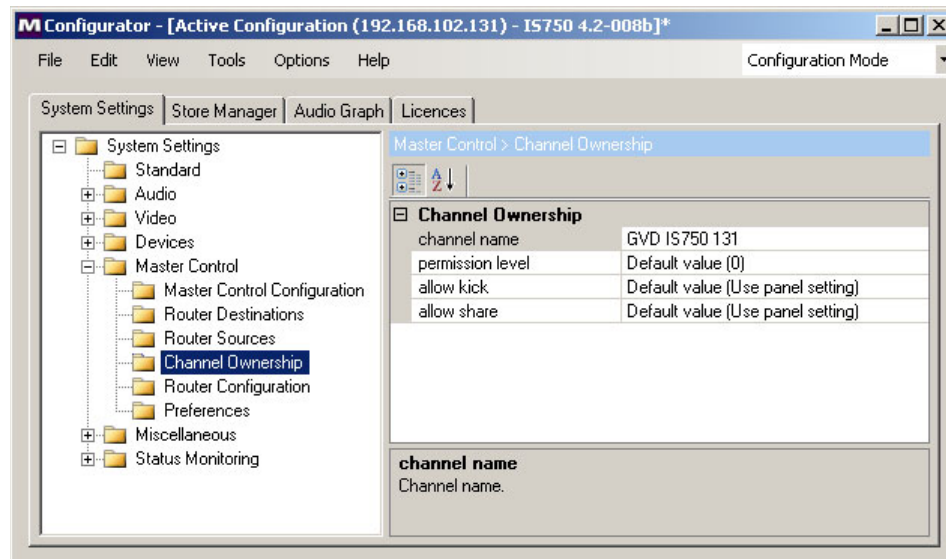 M Configurator - [Active Configuration (192.168.102.131) - IS750 4.2-008b]*
File Edit View Tools Options Help Configuration Mode
System Settings Store Manager Audio Graph Licences
System Settings
Standard
Audio
Video
Devices
Master Control
Master Control Configuration
Router Destinations
Router Sources
Channel Ownership
Router Configuration
Preferences
Miscellaneous
Status Monitoring
Master Control > Channel Ownership
A
Z
Channel Ownership
channel name GVD IS750 131
permission level Default value (0)
allow kick Default value (Use panel setting)
allow share Default value (Use panel setting)
channel name
Channel name.